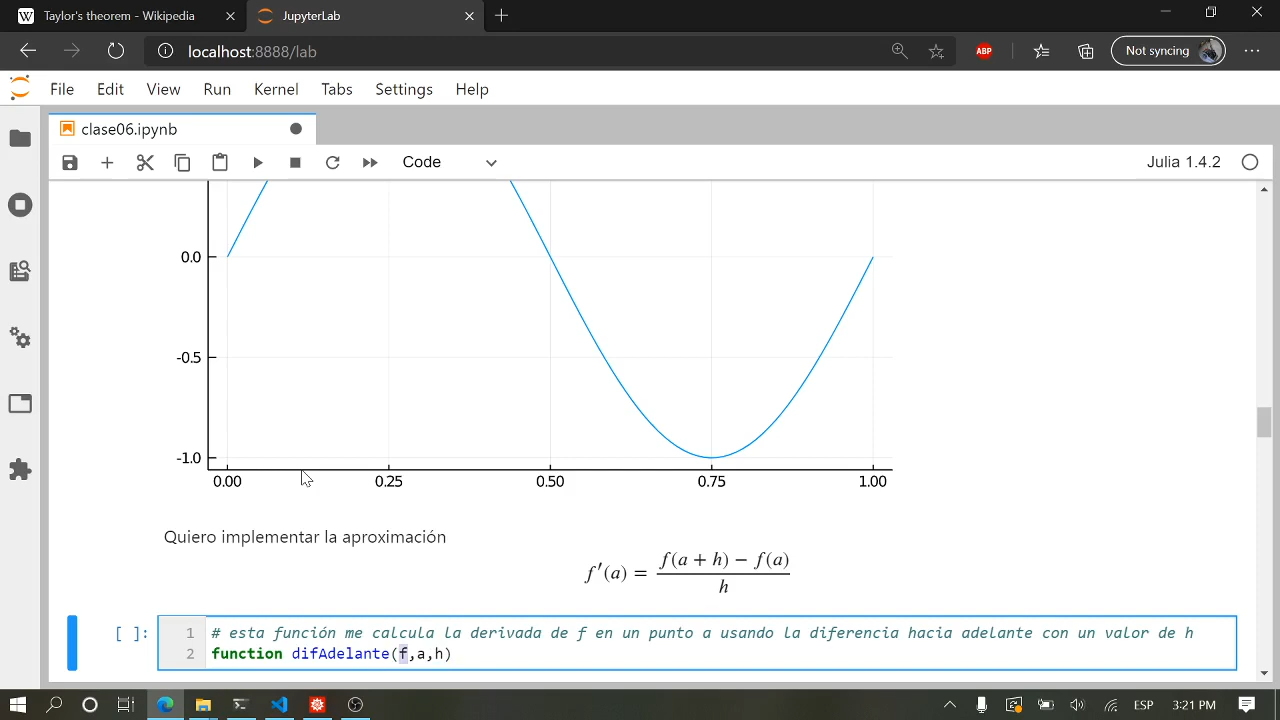 W Taylor's theorem - Wikipedia
JupyterLab
localhost:8888/lab
ABP
Not syncing
File Edit View Run Kernel Tabs Settings Help
clase06.ipynb
Code
Julia 1.4.2
0.0
-0.5
-1.0
0.00 0.25 0.50 0.75 1.00
Quiero implementar la aproximación
f′(a) = f(a + h) − f(a) / h
[ ]:
1 # esta función me calcula la derivada de f en un punto a usando la diferencia hacia adelante con un valor de h
2 function difAdelante(f,a,h)
ESP 3:21 PM